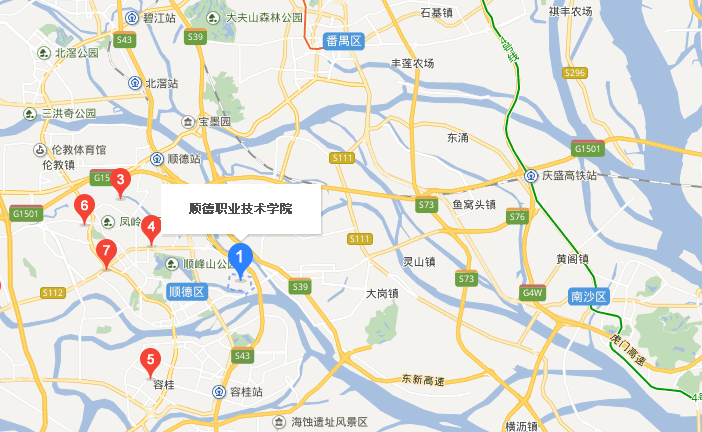 碧江站
大夫山森林公园
石基镇
祺丰农场
S43
S39
番禺区
北滘公园
丰莲农场
S296
北滘站
三洪奇公园
宝墨园
东涌
伦教体育馆
伦教镇
顺德站
S111
G1501
庆盛高铁站
3
G1501
6
S73
鱼窝头镇
S76
顺德职业技术学院
凤岭
4
S111
7
顺峰山公园
1
灵山镇
黄阁镇
S73
S112
顺德区
S39
大岗镇
G4W
南沙区
虎门高速
5
S43
容桂
容桂站
东新高速
海蚀遗址风景区
横沥镇